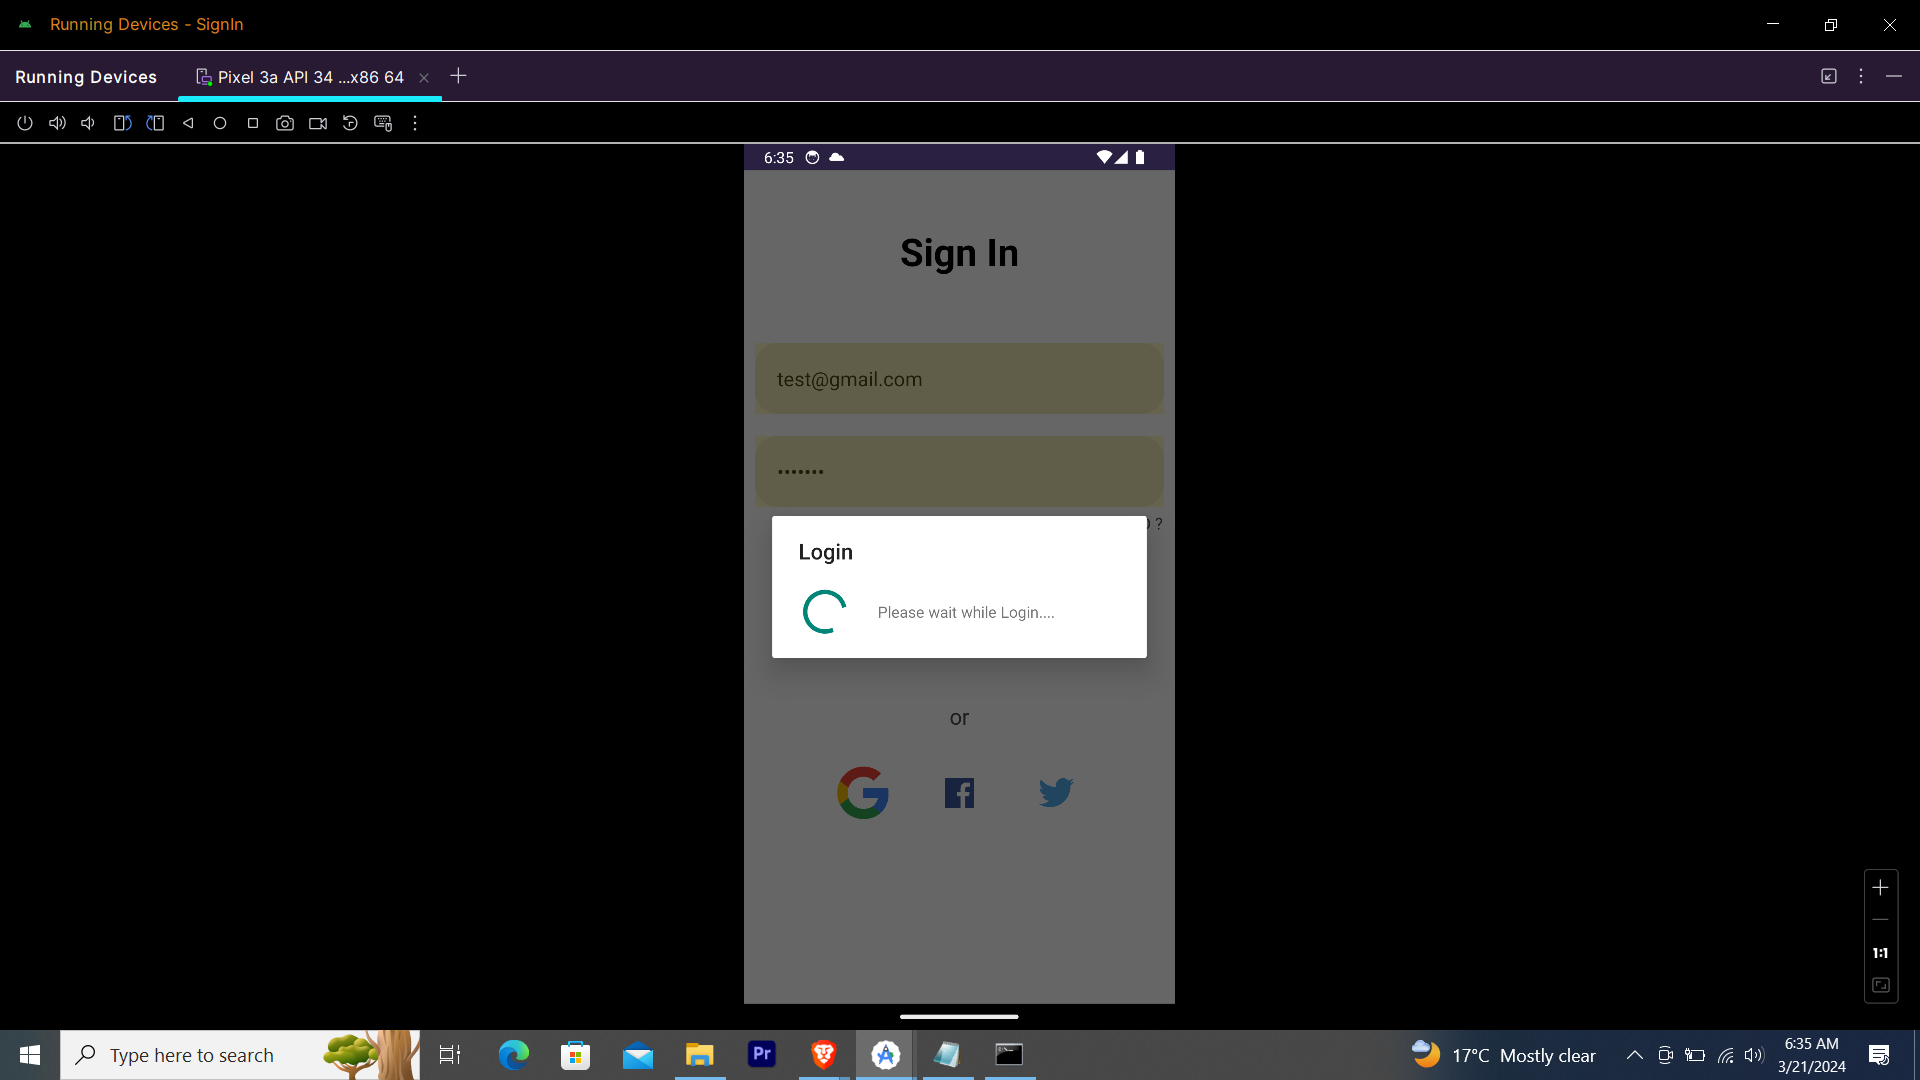 Running Devices - SignIn
Running Devices
Pixel 3a API 34 ...x86 64
6:35
Sign In
test@gmail.com
•••••••
?
Login
Please wait while Login....
or
1:1
Type here to search
Pr
17°C Mostly clear
6:35 AM
3/21/2024